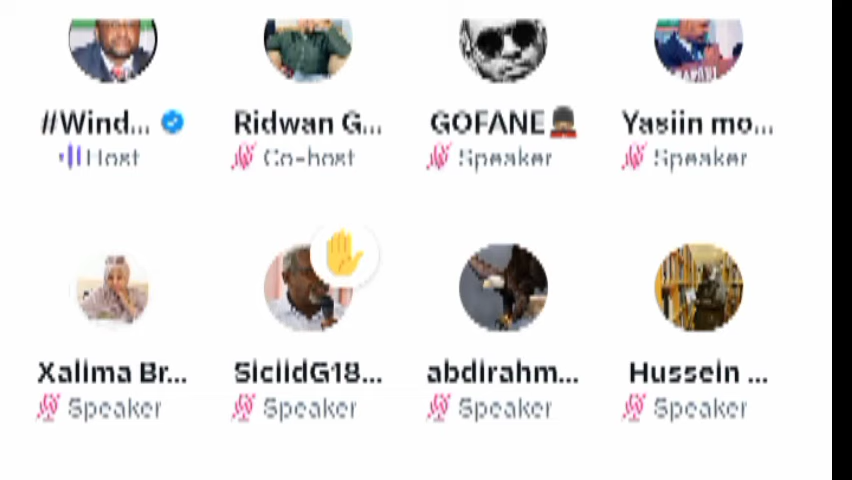 //Wind... Ridwan G... GOFANE Yasiin mo...
Host Co-host Speaker Speaker
Xalima Br... SiciidG18... abdirahm... Hussein ...
Speaker Speaker Speaker Speaker